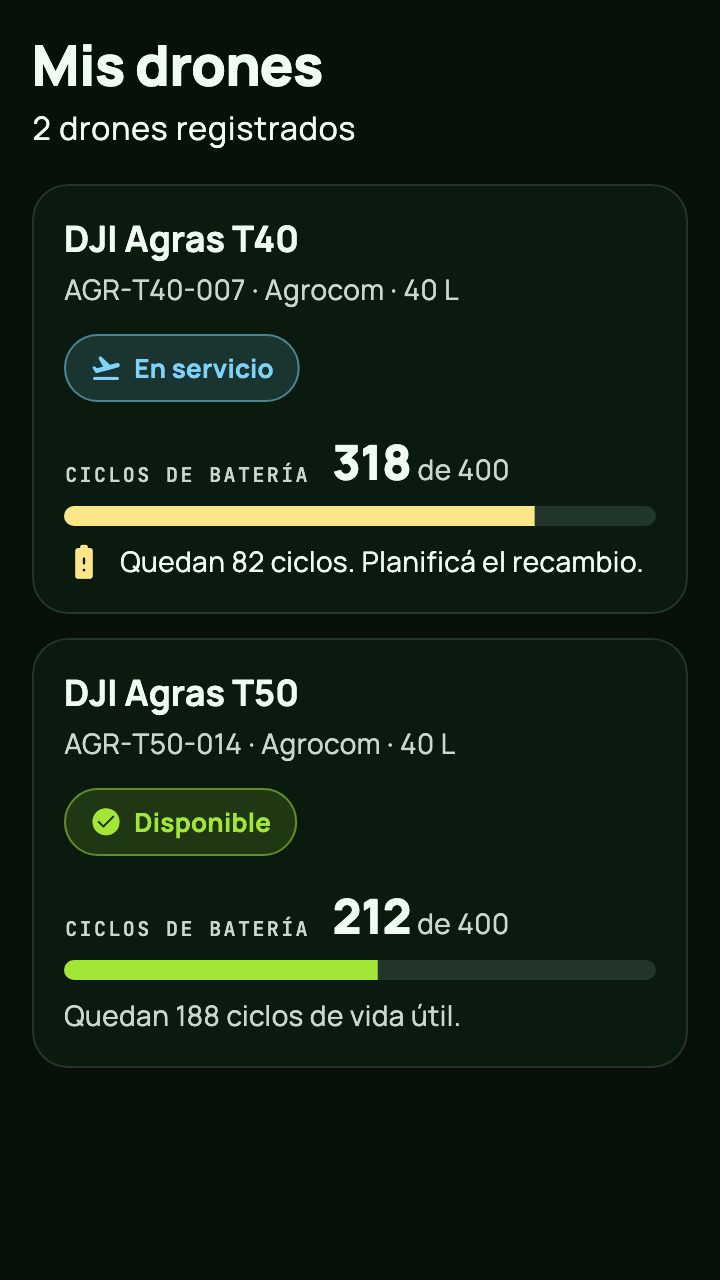 Mis drones
2 drones registrados
DJI Agras T40
AGR-T40-007 · Agrocom · 40 L
En servicio
CICLOS DE BATERÍA 318 de 400
Quedan 82 ciclos. Planificá el recambio.
DJI Agras T50
AGR-T50-014 · Agrocom · 40 L
Disponible
CICLOS DE BATERÍA 212 de 400
Quedan 188 ciclos de vida útil.